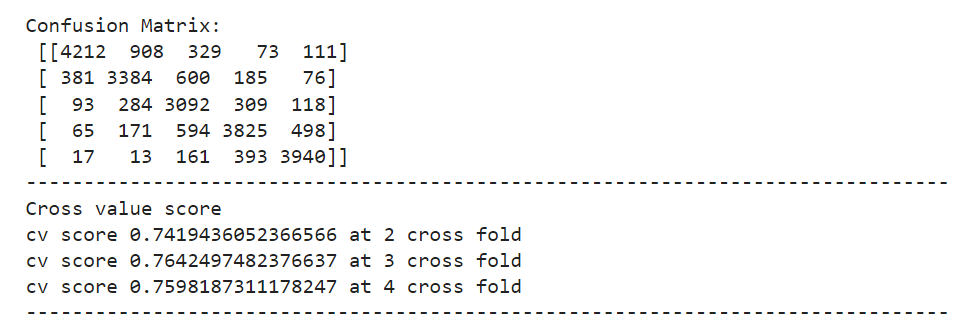 Confusion Matrix:
[[4212 908 329 73 111]
[ 381 3384 600 185 76]
[ 93 284 3092 309 118]
[ 65 171 594 3825 498]
[ 17 13 161 393 3940]]
--------------------------------------------------------------------------------
Cross value score
cv score 0.7419436052366566 at 2 cross fold
cv score 0.7642497482376637 at 3 cross fold
cv score 0.7598187311178247 at 4 cross fold
--------------------------------------------------------------------------------